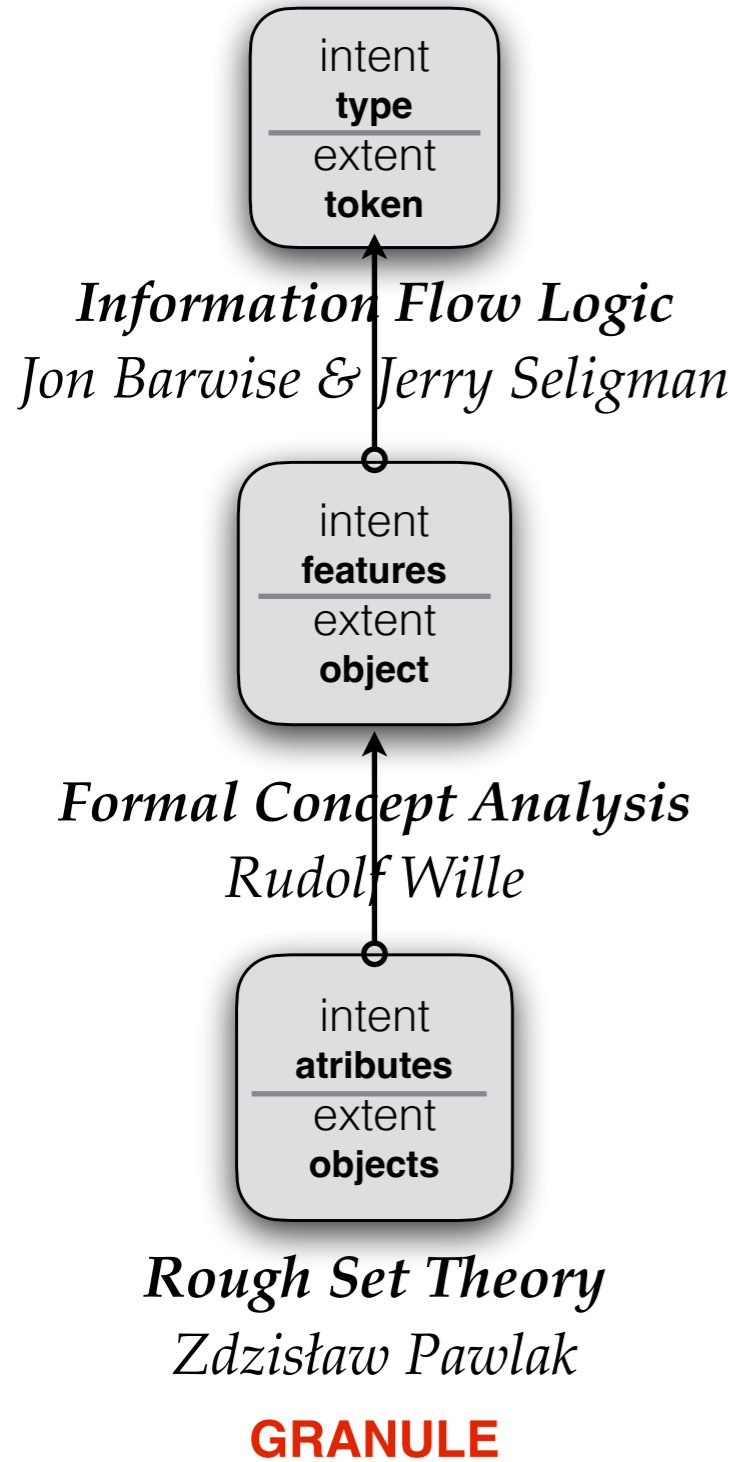 intent
type
extent
token
Information Flow Logic
Jon Barwise & Jerry Seligman
intent
features
extent
object
Formal Concept Analysis
Rudolf Wille
intent
atributes
extent
objects
Rough Set Theory
Zdzisław Pawlak
GRANULE